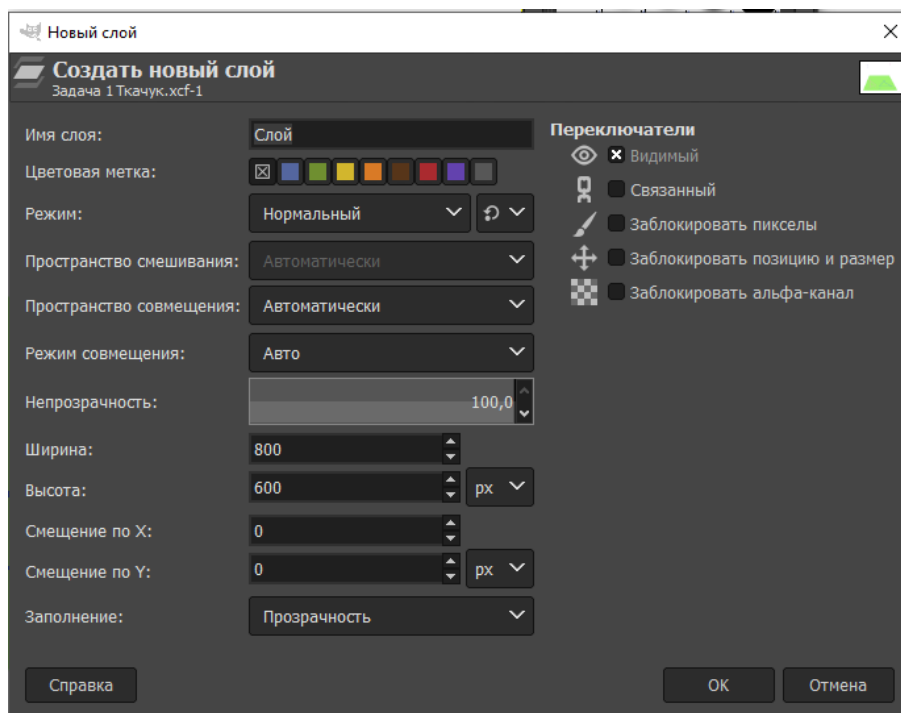 Новый слой
Создать новый слой
Задача 1 Ткачук.xcf-1
Имя слоя: Слой
Цветовая метка:
Режим: Нормальный
Пространство смешивания: Автоматически
Пространство совмещения: Автоматически
Режим совмещения: Авто
Непрозрачность: 100,0
Ширина: 800
Высота: 600 px
Смещение по X: 0
Смещение по Y: 0 px
Заполнение: Прозрачность
Переключатели
Видимый
Связанный
Заблокировать пикселы
Заблокировать позицию и размер
Заблокировать альфа-канал
Справка OK Отмена